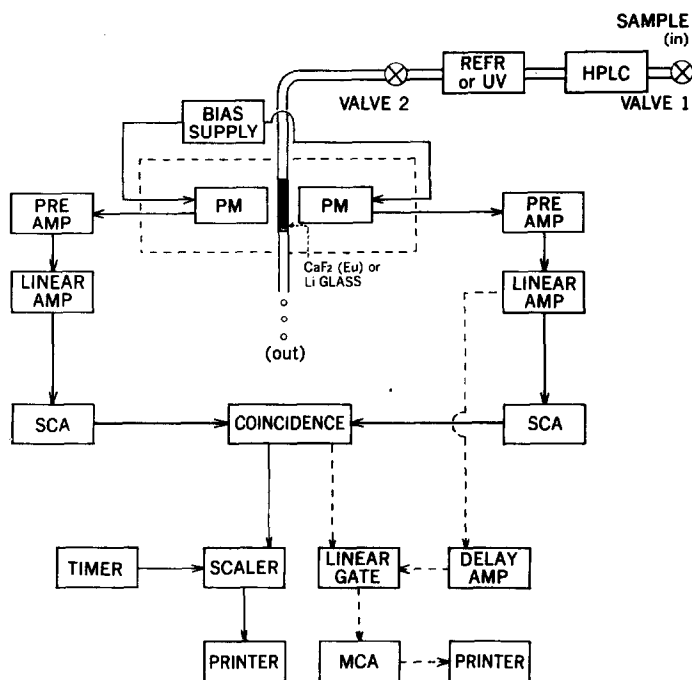 SAMPLE
(in)
REFR
or UV
HPLC
VALVE 2
VALVE 1
BIAS
SUPPLY
PM
PM
PRE
AMP
PRE
AMP
CaF2 (Eu) or
Li GLASS
LINEAR
AMP
LINEAR
AMP
(out)
SCA
COINCIDENCE
SCA
TIMER
SCALER
LINEAR
GATE
DELAY
AMP
PRINTER
MCA
PRINTER